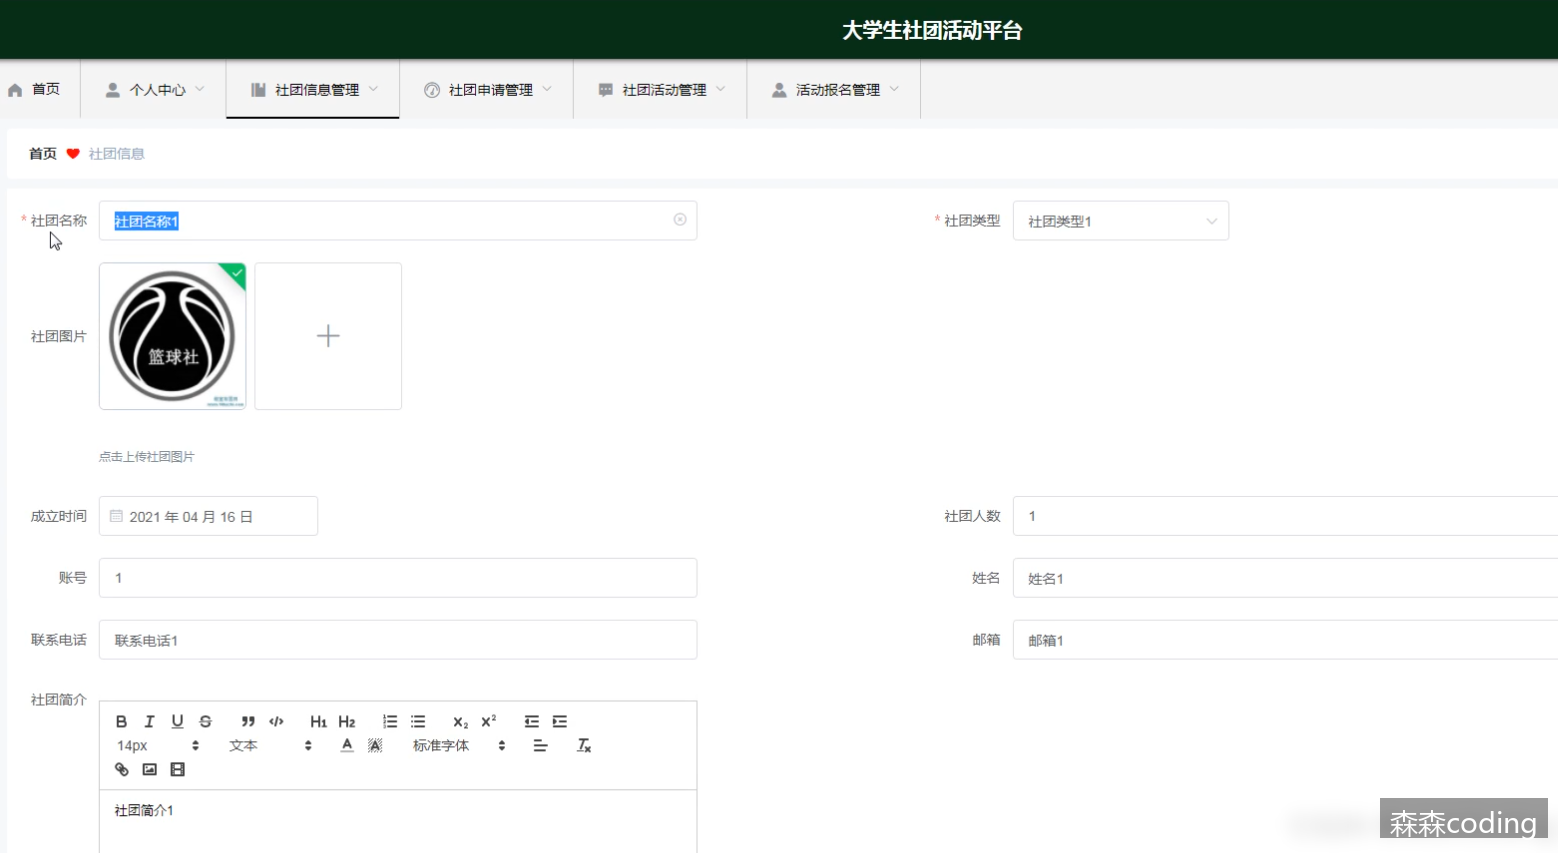 大学生社团活动平台
首页 个人中心 社团信息管理 社团申请管理 社团活动管理 活动报名管理
首页 社团信息
* 社团名称 社团名称1 * 社团类型 社团类型1
社团图片
篮球社
点击上传社团图片
成立时间 2021 年 04 月 16 日 社团人数 1
账号 1 姓名 姓名1
联系电话 联系电话1 邮箱 邮箱1
社团简介
B I U S H1 H2 x₂ x²
14px 文本 A A 标准字体
社团简介1
森森coding